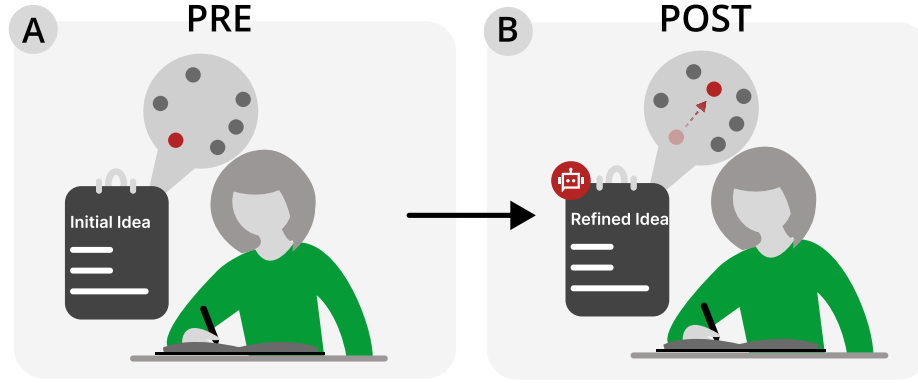 A
PRE
Initial Idea
B
POST
Refined Idea